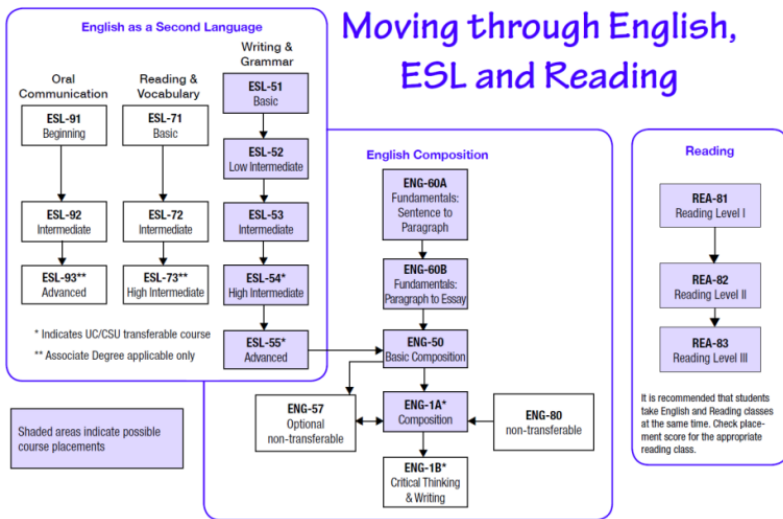 Moving through English,
ESL and Reading
English as a Second Language
Oral
Communication
Reading &
Vocabulary
Writing &
Grammar
ESL-91
Beginning
ESL-92
Intermediate
ESL-93**
Advanced
ESL-71
Basic
ESL-72
Intermediate
ESL-73**
High Intermediate
ESL-51
Basic
ESL-52
Low Intermediate
ESL-53
Intermediate
ESL-54*
High Intermediate
ESL-55*
Advanced
* Indicates UC/CSU transferable course
** Associate Degree applicable only
Shaded areas indicate possible
course placements
English Composition
ENG-60A
Fundamentals:
Sentence to
Paragraph
ENG-60B
Fundamentals:
Paragraph to Essay
ENG-50
Basic Composition
ENG-57
Optional
non-transferable
ENG-1A*
Composition
ENG-80
non-transferable
ENG-1B*
Critical Thinking
& Writing
Reading
REA-81
Reading Level I
REA-82
Reading Level II
REA-83
Reading Level III
It is recommended that students
take English and Reading classes
at the same time. Check place-
ment score for the appropriate
reading class.